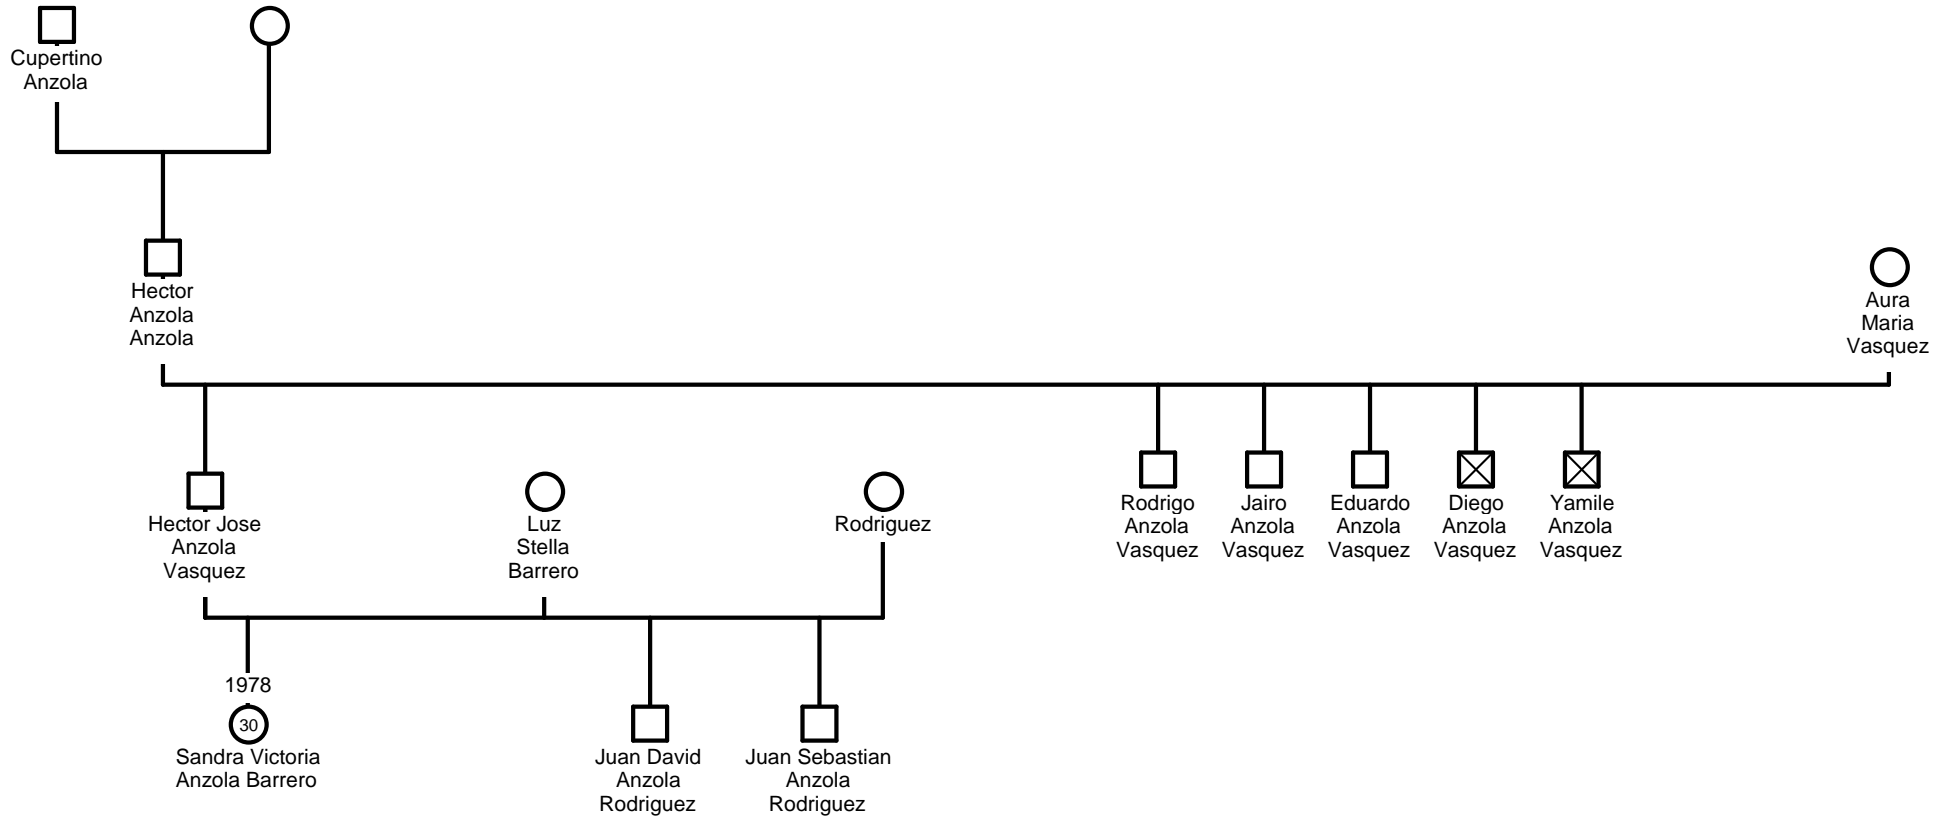 Cupertino
Anzola
Hector
Anzola
Anzola
Aura
Maria
Vasquez
Hector Jose
Anzola
Vasquez
Luz
Stella
Barrero
Rodriguez
Rodrigo
Anzola
Vasquez
Jairo
Anzola
Vasquez
Eduardo
Anzola
Vasquez
Diego
Anzola
Vasquez
Yamile
Anzola
Vasquez
1978
30
Sandra Victoria
Anzola Barrero
Juan David
Anzola
Rodriguez
Juan Sebastian
Anzola
Rodriguez